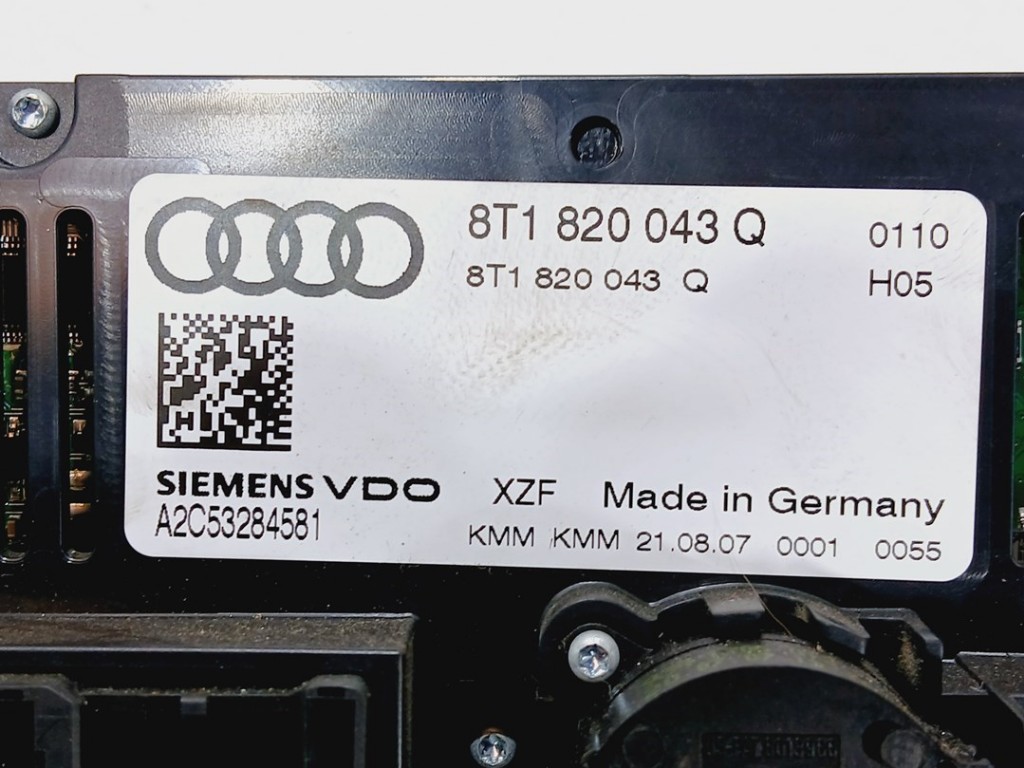 8T1 820 043 Q 0110
8T1 820 043 Q H05
SIEMENS VDO XZF Made in Germany
A2C53284581 KMM KMM 21.08.07 0001 0055